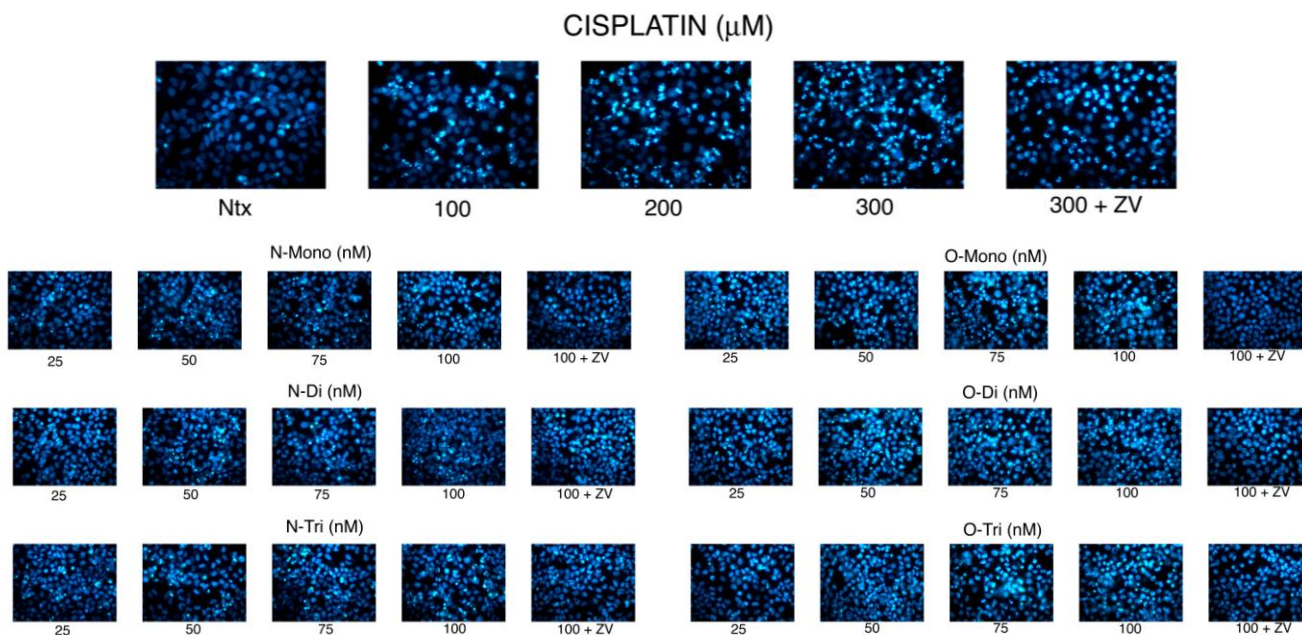 CISPLATIN (μM)
Ntx 100 200 300 300 + ZV
N-Mono (nM) O-Mono (nM)
25 50 75 100 100 + ZV 25 50 75 100 100 + ZV
N-Di (nM) O-Di (nM)
25 50 75 100 100 + ZV 25 50 75 100 100 + ZV
N-Tri (nM) O-Tri (nM)
25 50 75 100 100 + ZV 25 50 75 100 100 + ZV